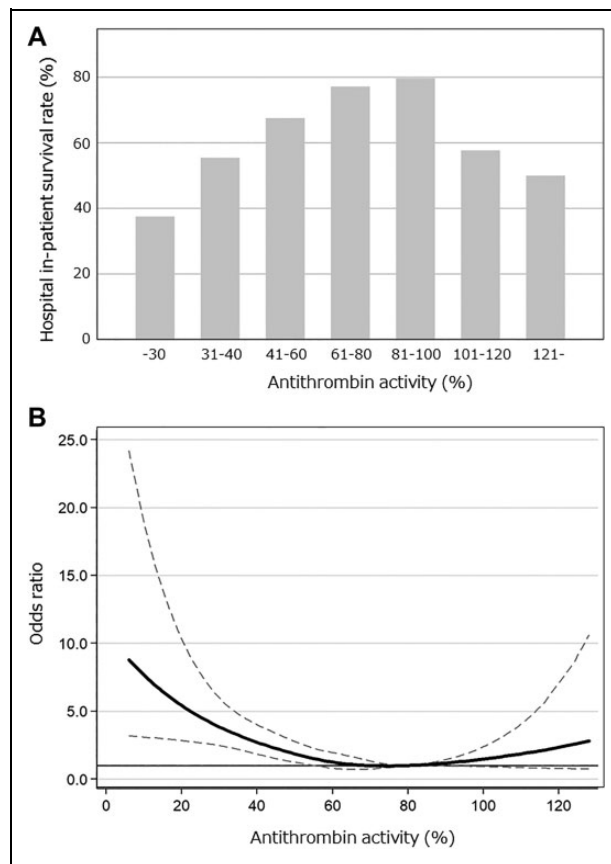 A
Hospital in-patient survival rate (%)
80
60
40
20
0
-30 31-40 41-60 61-80 81-100 101-120 121-
Antithrombin activity (%)
B
Odds ratio
25.0
20.0
15.0
10.0
5.0
0.0
0 20 40 60 80 100 120
Antithrombin activity (%)